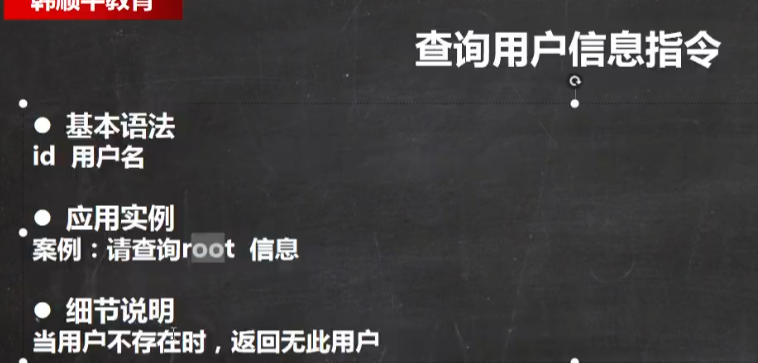 韩顺平教育
查询用户信息指令
● 基本语法
id 用户名
● 应用实例
案例：请查询root 信息
● 细节说明
当用户不存在时，返回无此用户